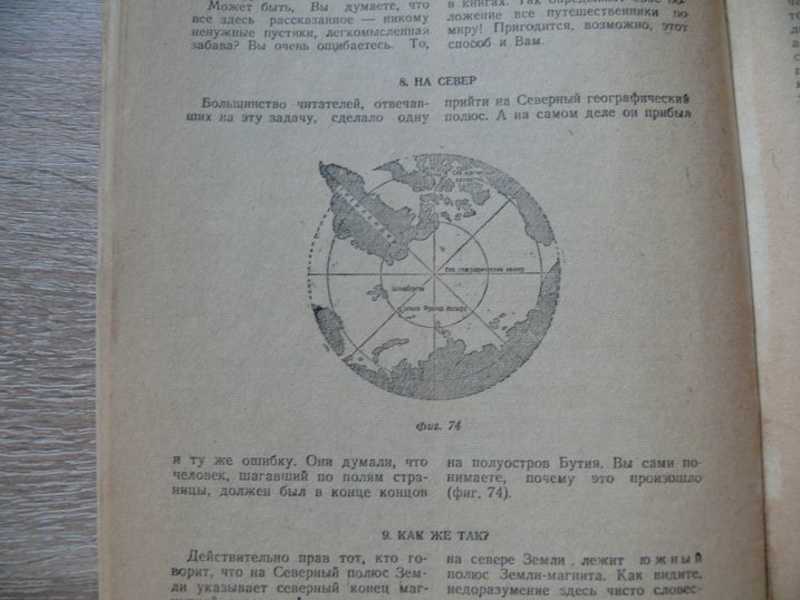 Может быть, Вы думаете, что
все здесь рассказанное — никому
ненужные пустяки, легкомысленная
забава? Вы очень ошибаетесь. То,
ложение все путешественники по
миру! Пригодится, возможно, этот
способ и Вам.
8. НА СЕВЕР
Большинство читателей, отвечав-
ших на эту задачу, сделало одну
прийти на Северный географический
полюс. А на самом деле он прибыл
Фиг. 74
и ту же ошибку. Они думали, что
человек, шагавший по полям стра-
ницы, должен был в конце концов
на полуостров Бутия. Вы сами по-
нимаете, почему это произошло
(фиг. 74).
9. КАК ЖЕ ТАК?
Действительно прав тот, кто го-
ворит, что на Северный полюс Зем-
ли указывает северный конец маг-
на севере Земли лежит южный
полюс Земли-магнита. Как видите,
недоразумение здесь чисто словес-